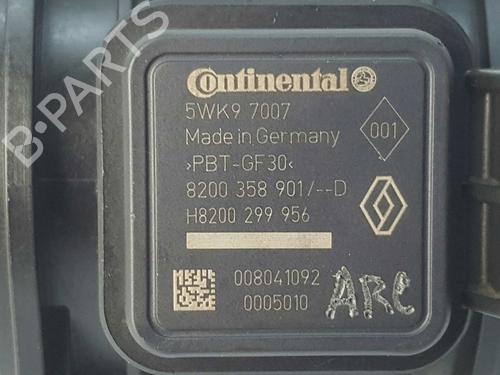 Continental
5WK9 7007
Made in Germany
001
>PBT-GF30<
8200 358 901/--D
H8200 299 956
008041092
0005010
ARC
B-PARTS